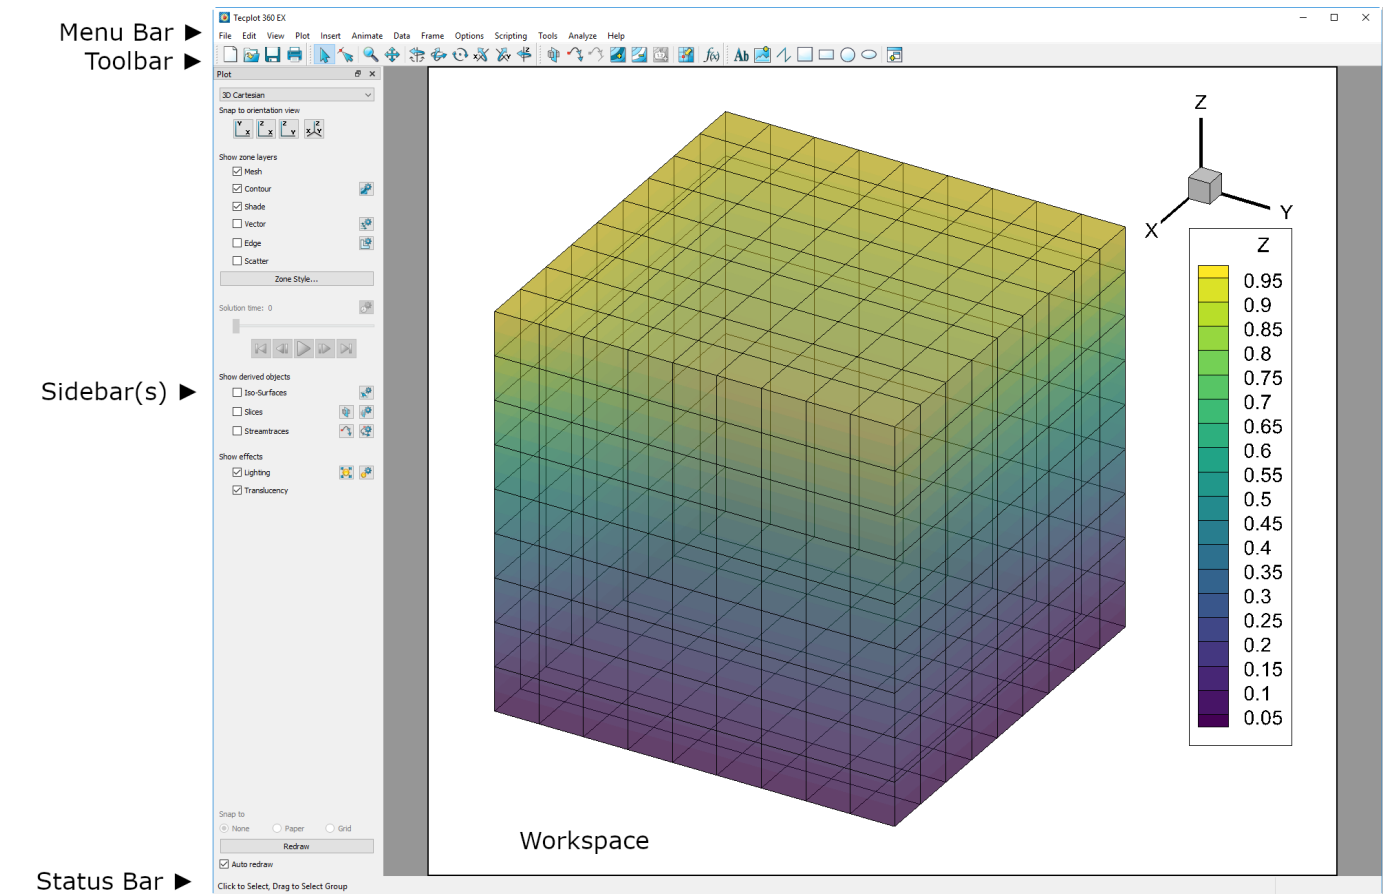 Tecplot 360 EX
Menu Bar ►
File Edit View Plot Insert Animate Data Frame Options Scripting Tools Analyze Help
Toolbar ►
Ab
f(x)
Plot
3D Cartesian
Snap to orientation view
Y X Z X Z Y Z X Y
Show zone layers
Mesh
Contour
Shade
Vector
Edge
Scatter
Zone Style...
Solution time: 0
Show derived objects
Sidebar(s) ►
Iso-Surfaces
Slices
Streamtraces
Show effects
Lighting
Translucency
Snap to
None Paper Grid
Redraw
Auto redraw
Status Bar ►
Click to Select, Drag to Select Group
Workspace
Z
Y
X
Z
0.95
0.9
0.85
0.8
0.75
0.7
0.65
0.6
0.55
0.5
0.45
0.4
0.35
0.3
0.25
0.2
0.15
0.1
0.05